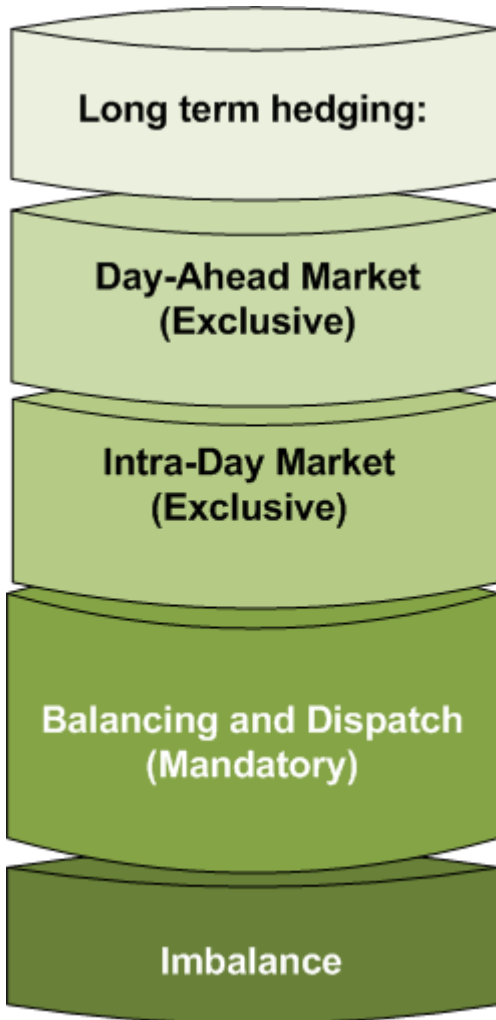 Long term hedging:
Day-Ahead Market
(Exclusive)
Intra-Day Market
(Exclusive)
Balancing and Dispatch
(Mandatory)
Imbalance